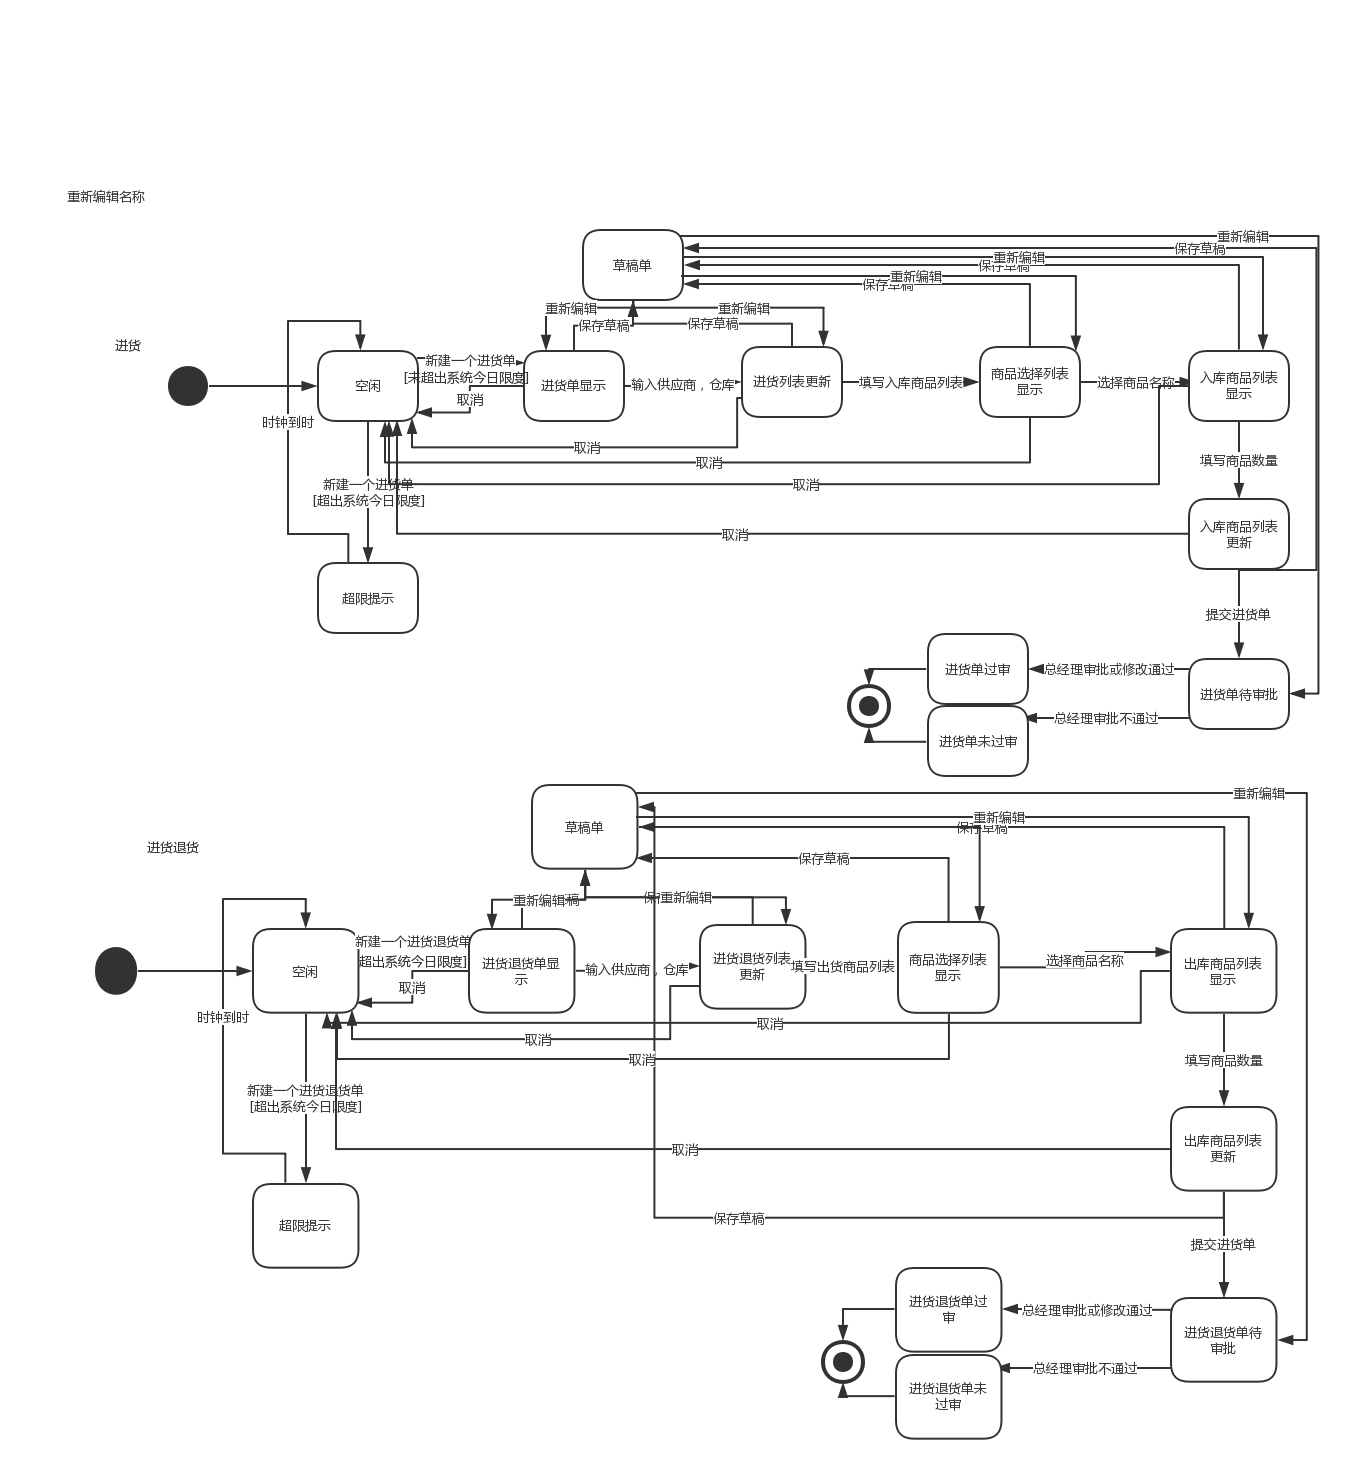 重新编辑名称
草稿单
重新编辑
保存草稿
重新编辑
保存草稿
重新编辑
保存草稿
重新编辑
重新编辑
保存草稿
保存草稿
进货
空闲
新建一个进货单
[未超出系统今日限度]
取消
进货单显示
输入供应商，仓库
进货列表更新
填写入库商品列表
商品选择列表
显示
选择商品名称
入库商品列表
显示
时钟到时
取消
取消
取消
填写商品数量
新建一个进货单
[超出系统今日限度]
取消
入库商品列表
更新
超限提示
提交进货单
进货单过审
总经理审批或修改通过
进货单待审批
进货单未过审
总经理审批不通过
草稿单
重新编辑
重新编辑
保存草稿
进货退货
保存草稿
重新编辑
稿
保
重新编辑
空闲
新建一个进货退货单
超出系统今日限度]
取消
进货退货单显
示
输入供应商，仓库
进货退货列表
更新
填写出货商品列表
商品选择列表
显示
选择商品名称
出库商品列表
显示
时钟到时
取消
取消
取消
填写商品数量
新建一个进货退货单
[超出系统今日限度]
取消
出库商品列表
更新
超限提示
保存草稿
提交进货单
进货退货单过
审
总经理审批或修改通过
进货退货单待
审批
进货退货单未
过审
总经理审批不通过